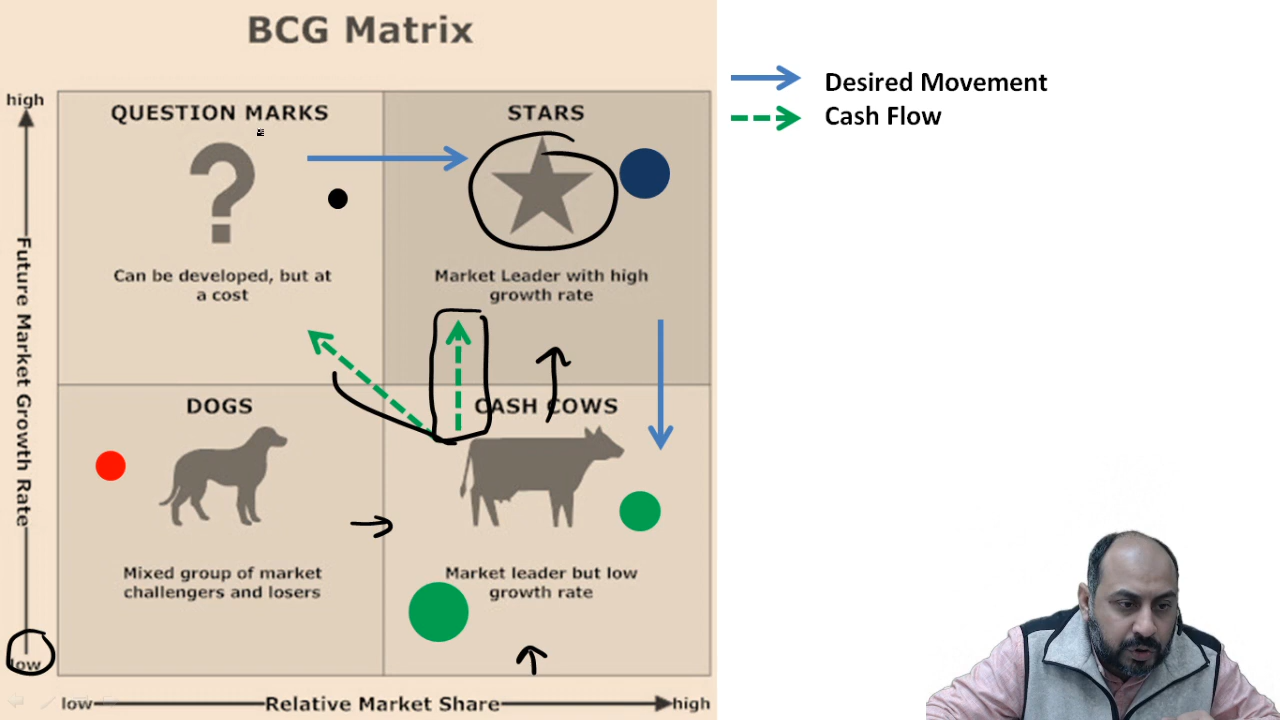 BCG Matrix
high
QUESTION MARKS
STARS
?
Can be developed, but at
a cost
Market Leader with high
growth rate
Future Market Growth Rate
DOGS
CASH COWS
Mixed group of market
challengers and losers
Market leader but low
growth rate
low
low
Relative Market Share
high
Desired Movement
Cash Flow